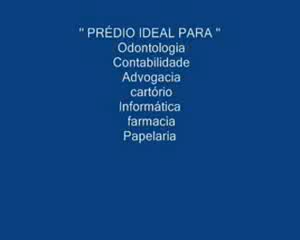 " PRÉDIO IDEAL PARA "
Odontologia
Contabilidade
Advogacia
cartório
Informática
farmacia
Papelaria